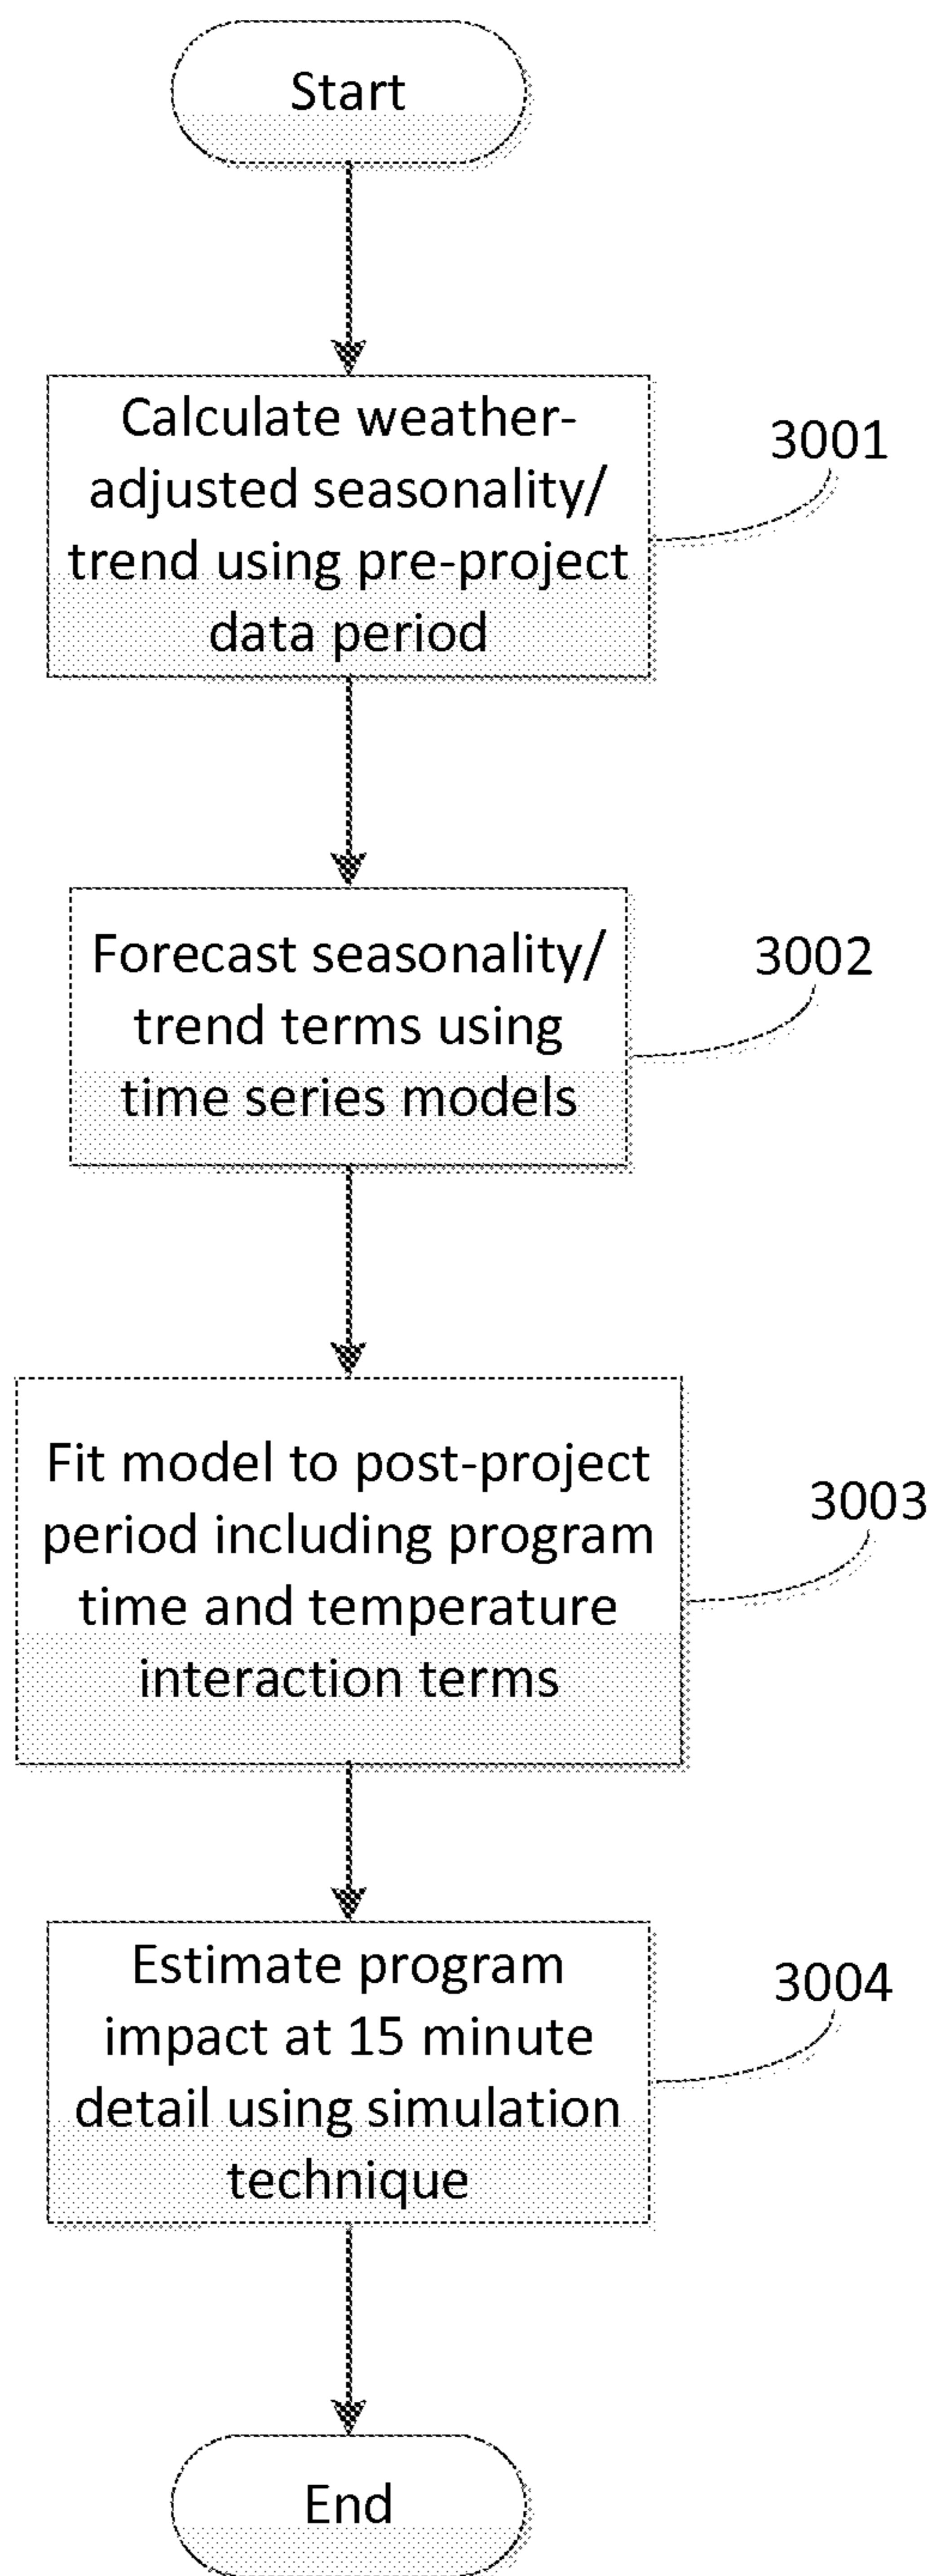 Start
Calculate weather-
adjusted seasonality/
trend using pre-project
data period
3001
Forecast seasonality/
trend terms using
time series models
3002
Fit model to post-project
period including program
time and temperature
interaction terms
3003
Estimate program
impact at 15 minute
detail using simulation
technique
3004
End